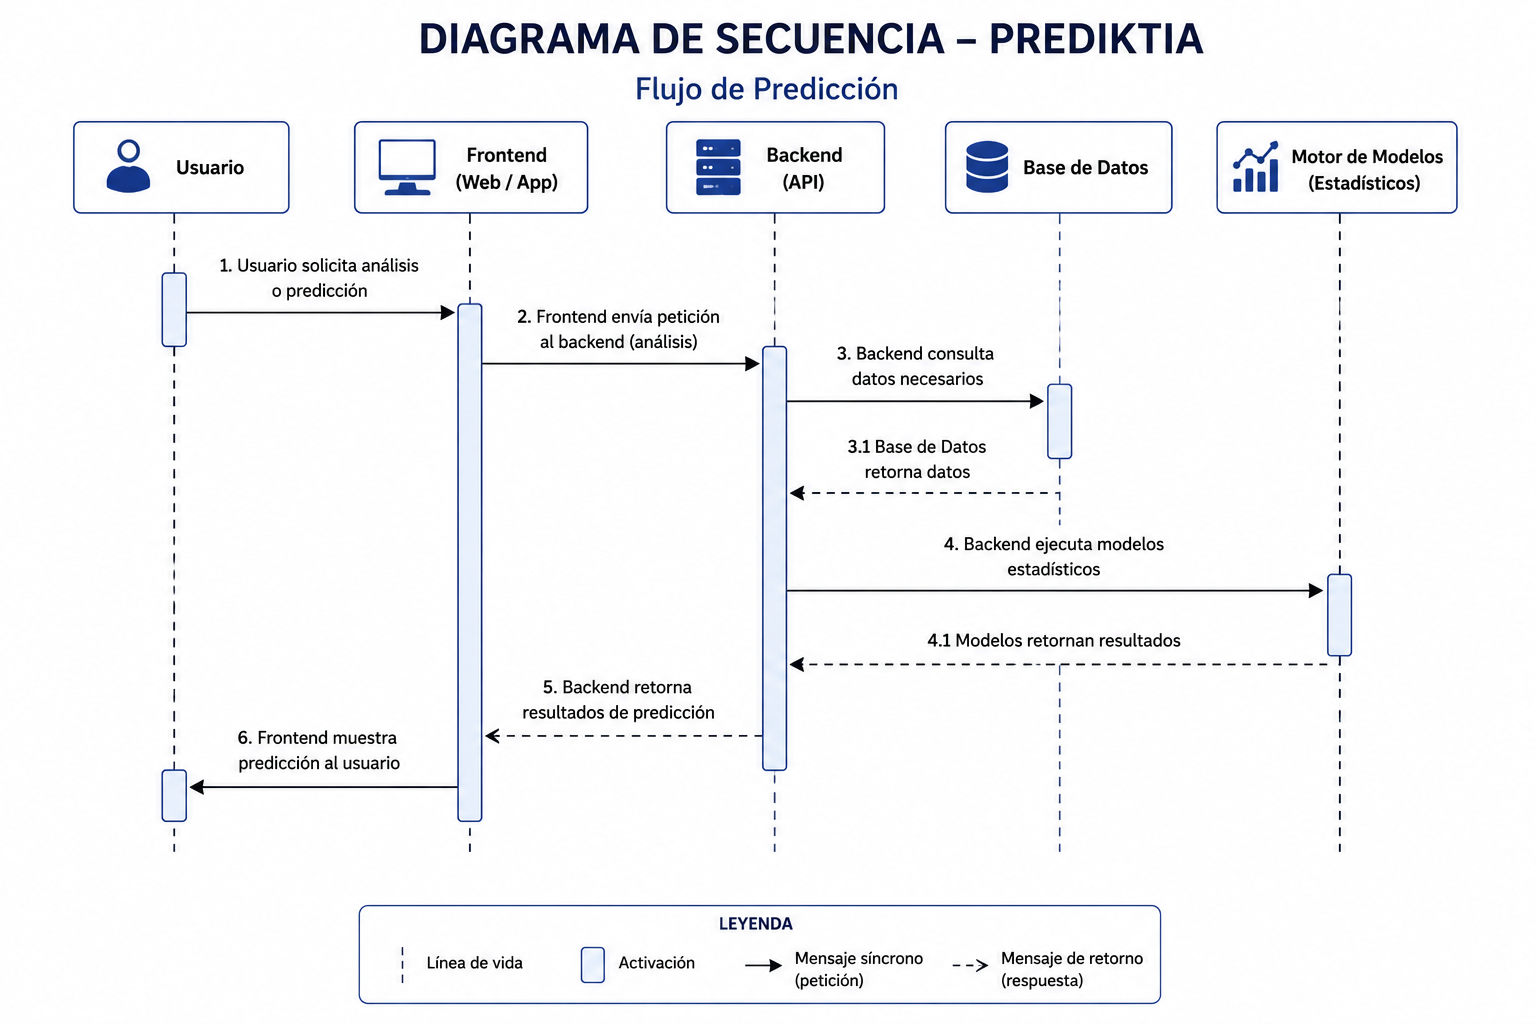 DIAGRAMA DE SECUENCIA – PREDIKTIA
Flujo de Predicción
Usuario
Frontend
(Web / App)
Backend
(API)
Base de Datos
Motor de Modelos
(Estadísticos)
1. Usuario solicita análisis
o predicción
2. Frontend envía petición
al backend (análisis)
3. Backend consulta
datos necesarios
3.1 Base de Datos
retorna datos
4. Backend ejecuta modelos
estadísticos
4.1 Modelos retornan resultados
5. Backend retorna
resultados de predicción
6. Frontend muestra
predicción al usuario
LEYENDA
Línea de vida
Activación
Mensaje síncrono
(petición)
Mensaje de retorno
(respuesta)